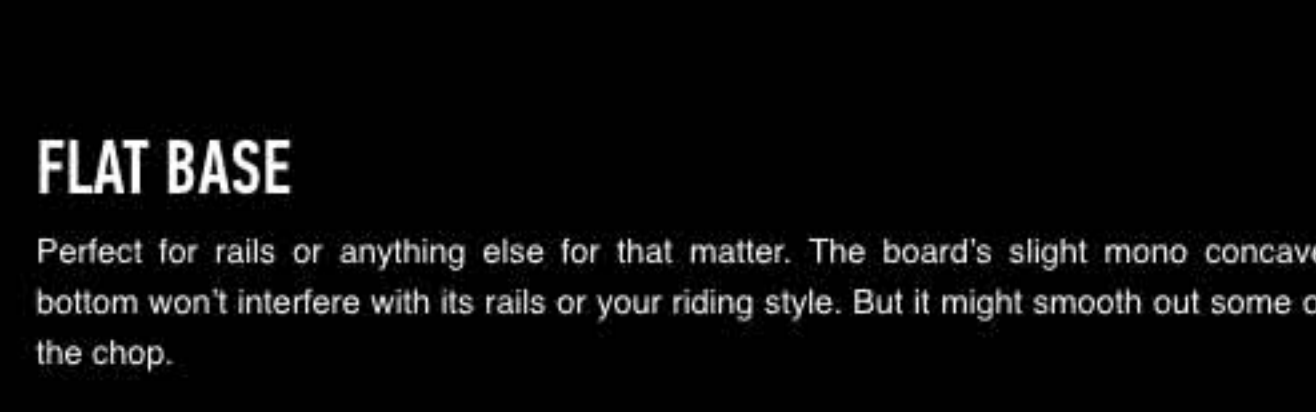 FLAT BASE
Perfect for rails or anything else for that matter. The board's slight mono concave
bottom won't interfere with its rails or your riding style. But it might smooth out some
the chop.